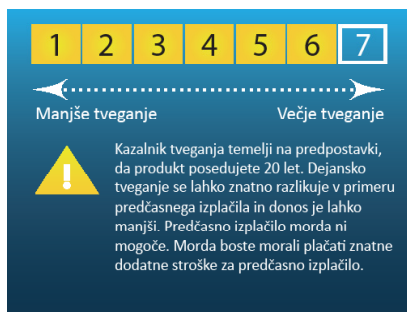 1 2 3 4 5 6 7
Manjše tveganje Večje tveganje
Kazalnik tveganja temelji na predpostavki,
da produkt posedujete 20 let. Dejansko
tveganje se lahko znatno razlikuje v primeru
predčasnega izplačila in donos je lahko
manjši. Predčasno izplačilo morda ni
mogoče. Morda boste morali plačati znatne
dodatne stroške za predčasno izplačilo.